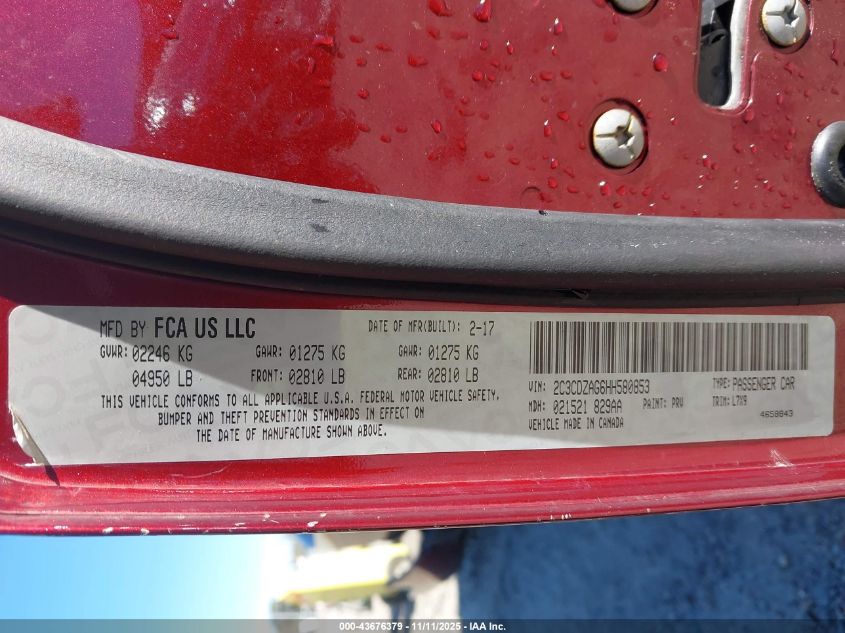 MFD BY FCA US LLC DATE OF MFR(BUILT): 2-17
GVWR: 02246 KG GAWR: 01275 KG GAWR: 01275 KG
04950 LB FRONT: 02810 LB REAR: 02810 LB
THIS VEHICLE CONFORMS TO ALL APPLICABLE U.S.A. FEDERAL MOTOR VEHICLE SAFETY,
BUMPER AND THEFT PREVENTION STANDARDS IN EFFECT ON
THE DATE OF MANUFACTURE SHOWN ABOVE.
VIN: 2C3CDZAG6HH580853 TYPE: PASSENGER CAR
MDH: 021521 829AA PAINT: PRV TRIM: L7X9
VEHICLE MADE IN CANADA 4659843
000-43676379 - 11/11/2025 - IAA Inc.